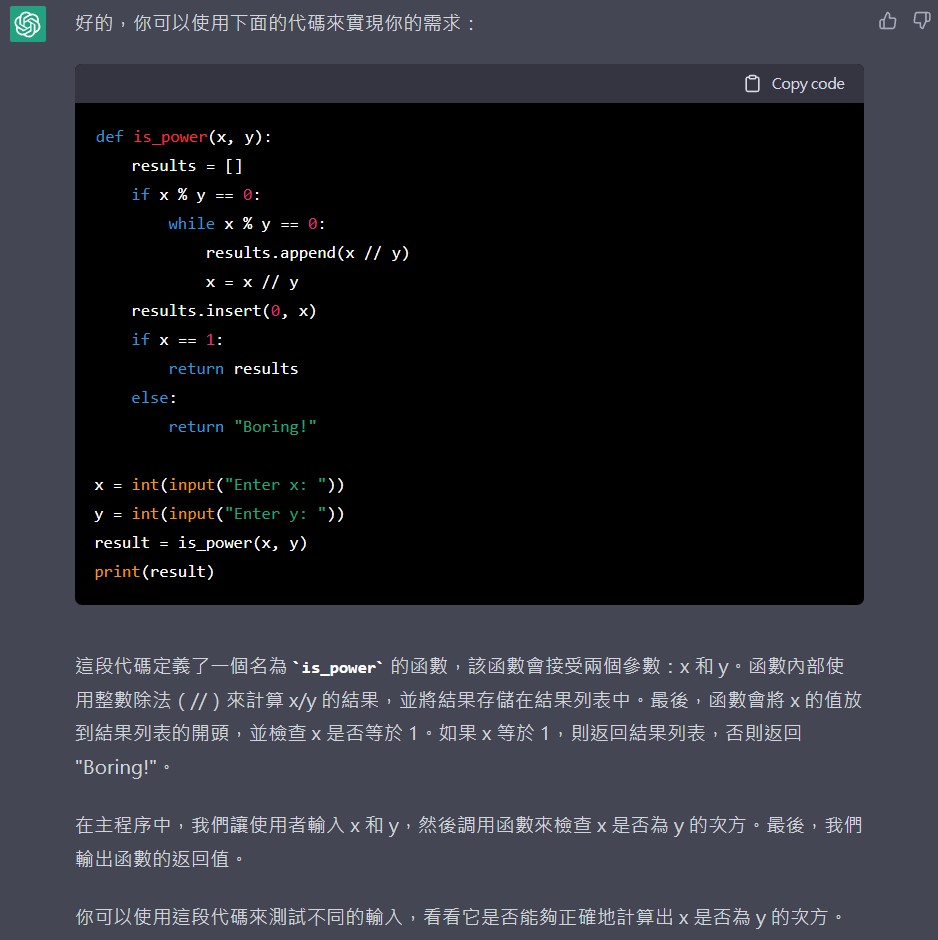 好的，你可以使用下面的代碼來實現你的需求：
Copy code
def is_power(x, y):
    results = []
    if x % y == 0:
        while x % y == 0:
            results.append(x // y)
            x = x // y
    results.insert(0, x)
    if x == 1:
        return results
    else:
        return "Boring!"
x = int(input("Enter x: "))
y = int(input("Enter y: "))
result = is_power(x, y)
print(result)
這段代碼定義了一個名為 `is_power` 的函數，該函數會接受兩個參數：x 和 y。函數內部使
用整數除法（ // ）來計算 x/y 的結果，並將結果存儲在結果列表中。最後，函數會將 x 的值放
到結果列表的開頭，並檢查 x 是否等於 1。如果 x 等於 1，則返回結果列表，否則返回
"Boring!"。
在主程序中，我們讓使用者輸入 x 和 y，然後調用函數來檢查 x 是否為 y 的次方。最後，我們
輸出函數的返回值。
你可以使用這段代碼來測試不同的輸入，看看它是否能夠正確地計算出 x 是否為 y 的次方。